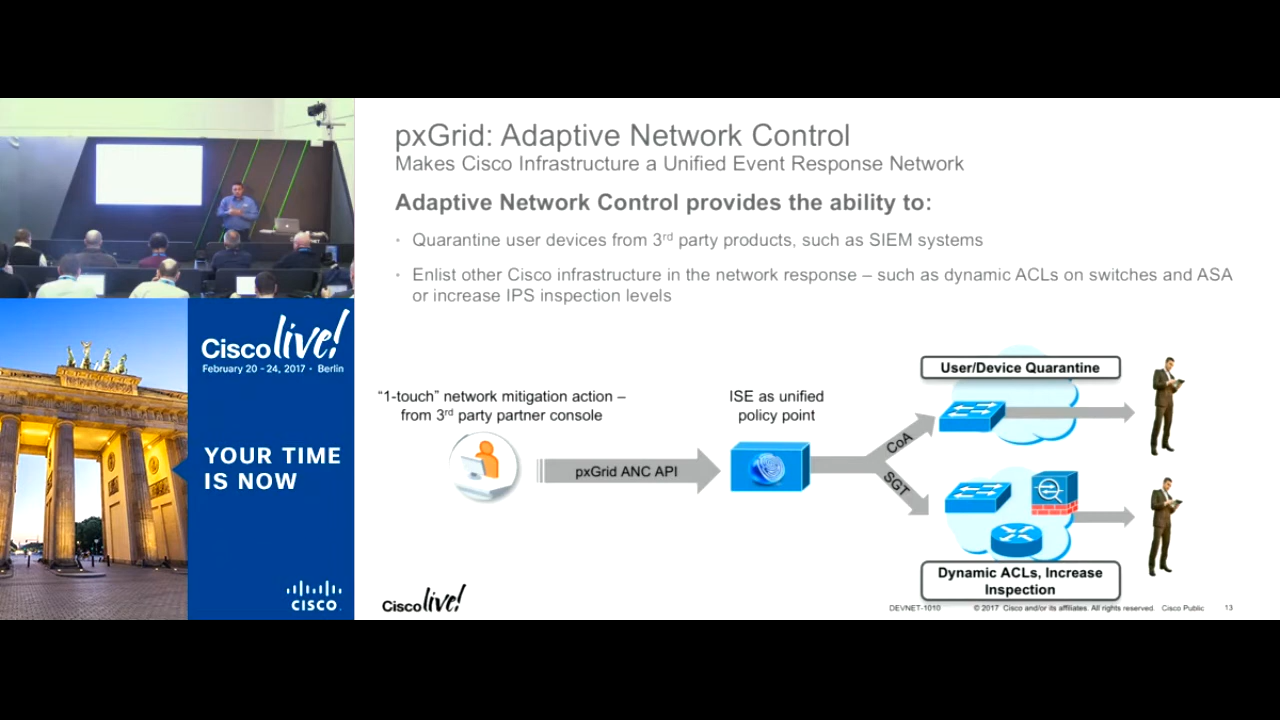 pxGrid: Adaptive Network Control
Makes Cisco Infrastructure a Unified Event Response Network
Adaptive Network Control provides the ability to:
• Quarantine user devices from 3rd party products, such as SIEM systems
• Enlist other Cisco infrastructure in the network response – such as dynamic ACLs on switches and ASA
or increase IPS inspection levels
“1-touch” network mitigation action –
from 3rd party partner console
pxGrid ANC API
ISE as unified
policy point
CoA
SGT
User/Device Quarantine
Dynamic ACLs, Increase
Inspection
Cisco live!
DEVNET-1010 © 2017 Cisco and/or its affiliates. All rights reserved. Cisco Public 13
Cisco live!
February 20 - 24, 2017 • Berlin
YOUR TIME
IS NOW
CISCO